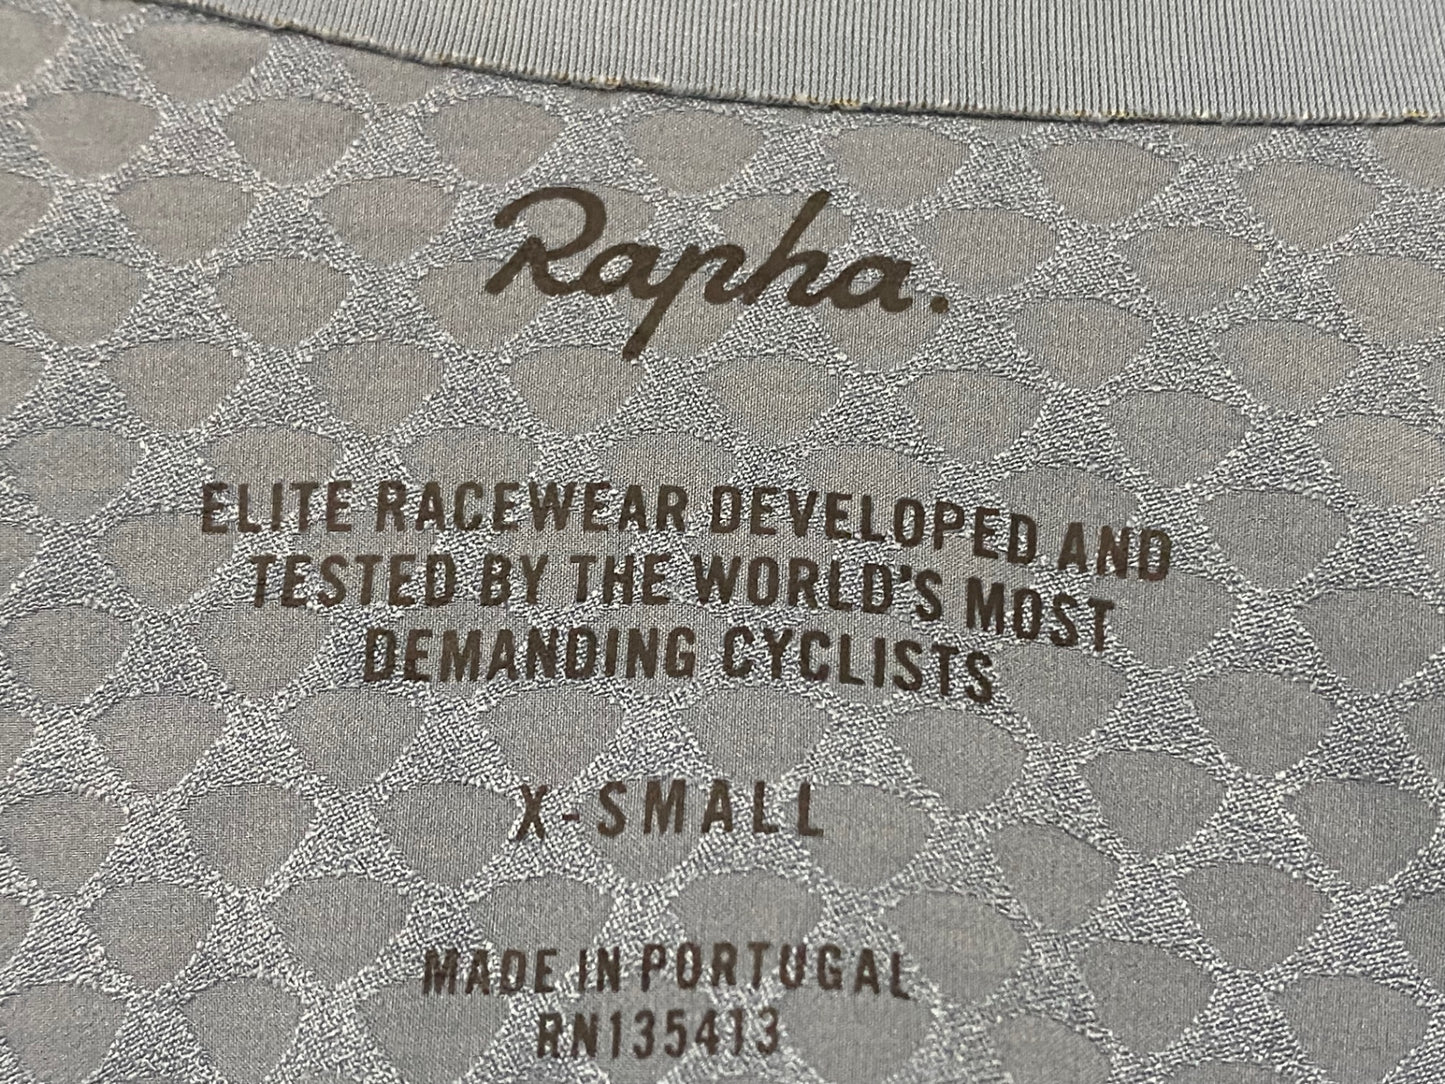 Rapha.
ELITE RACEWEAR DEVELOPED AND
TESTED BY THE WORLD'S MOST
DEMANDING CYCLISTS
X-SMALL
MADE IN PORTUGAL
RN135413